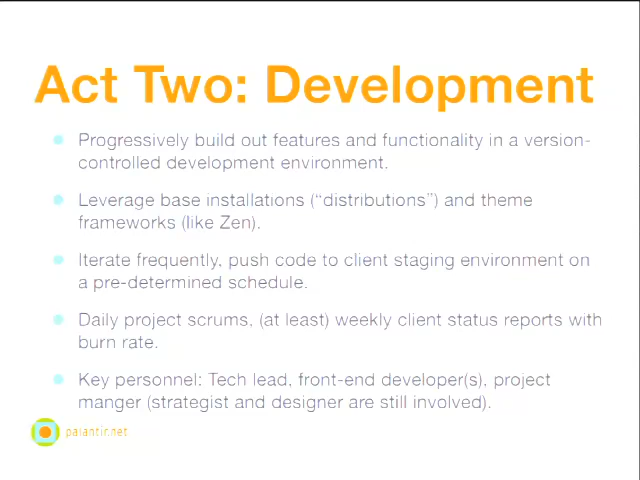 Act Two: Development
Progressively build out features and functionality in a version-
controlled development environment.
Leverage base installations (“distributions”) and theme
frameworks (like Zen).
Iterate frequently, push code to client staging environment on
a pre-determined schedule.
Daily project scrums, (at least) weekly client status reports with
burn rate.
Key personnel: Tech lead, front-end developer(s), project
manger (strategist and designer are still involved).
palantir.net